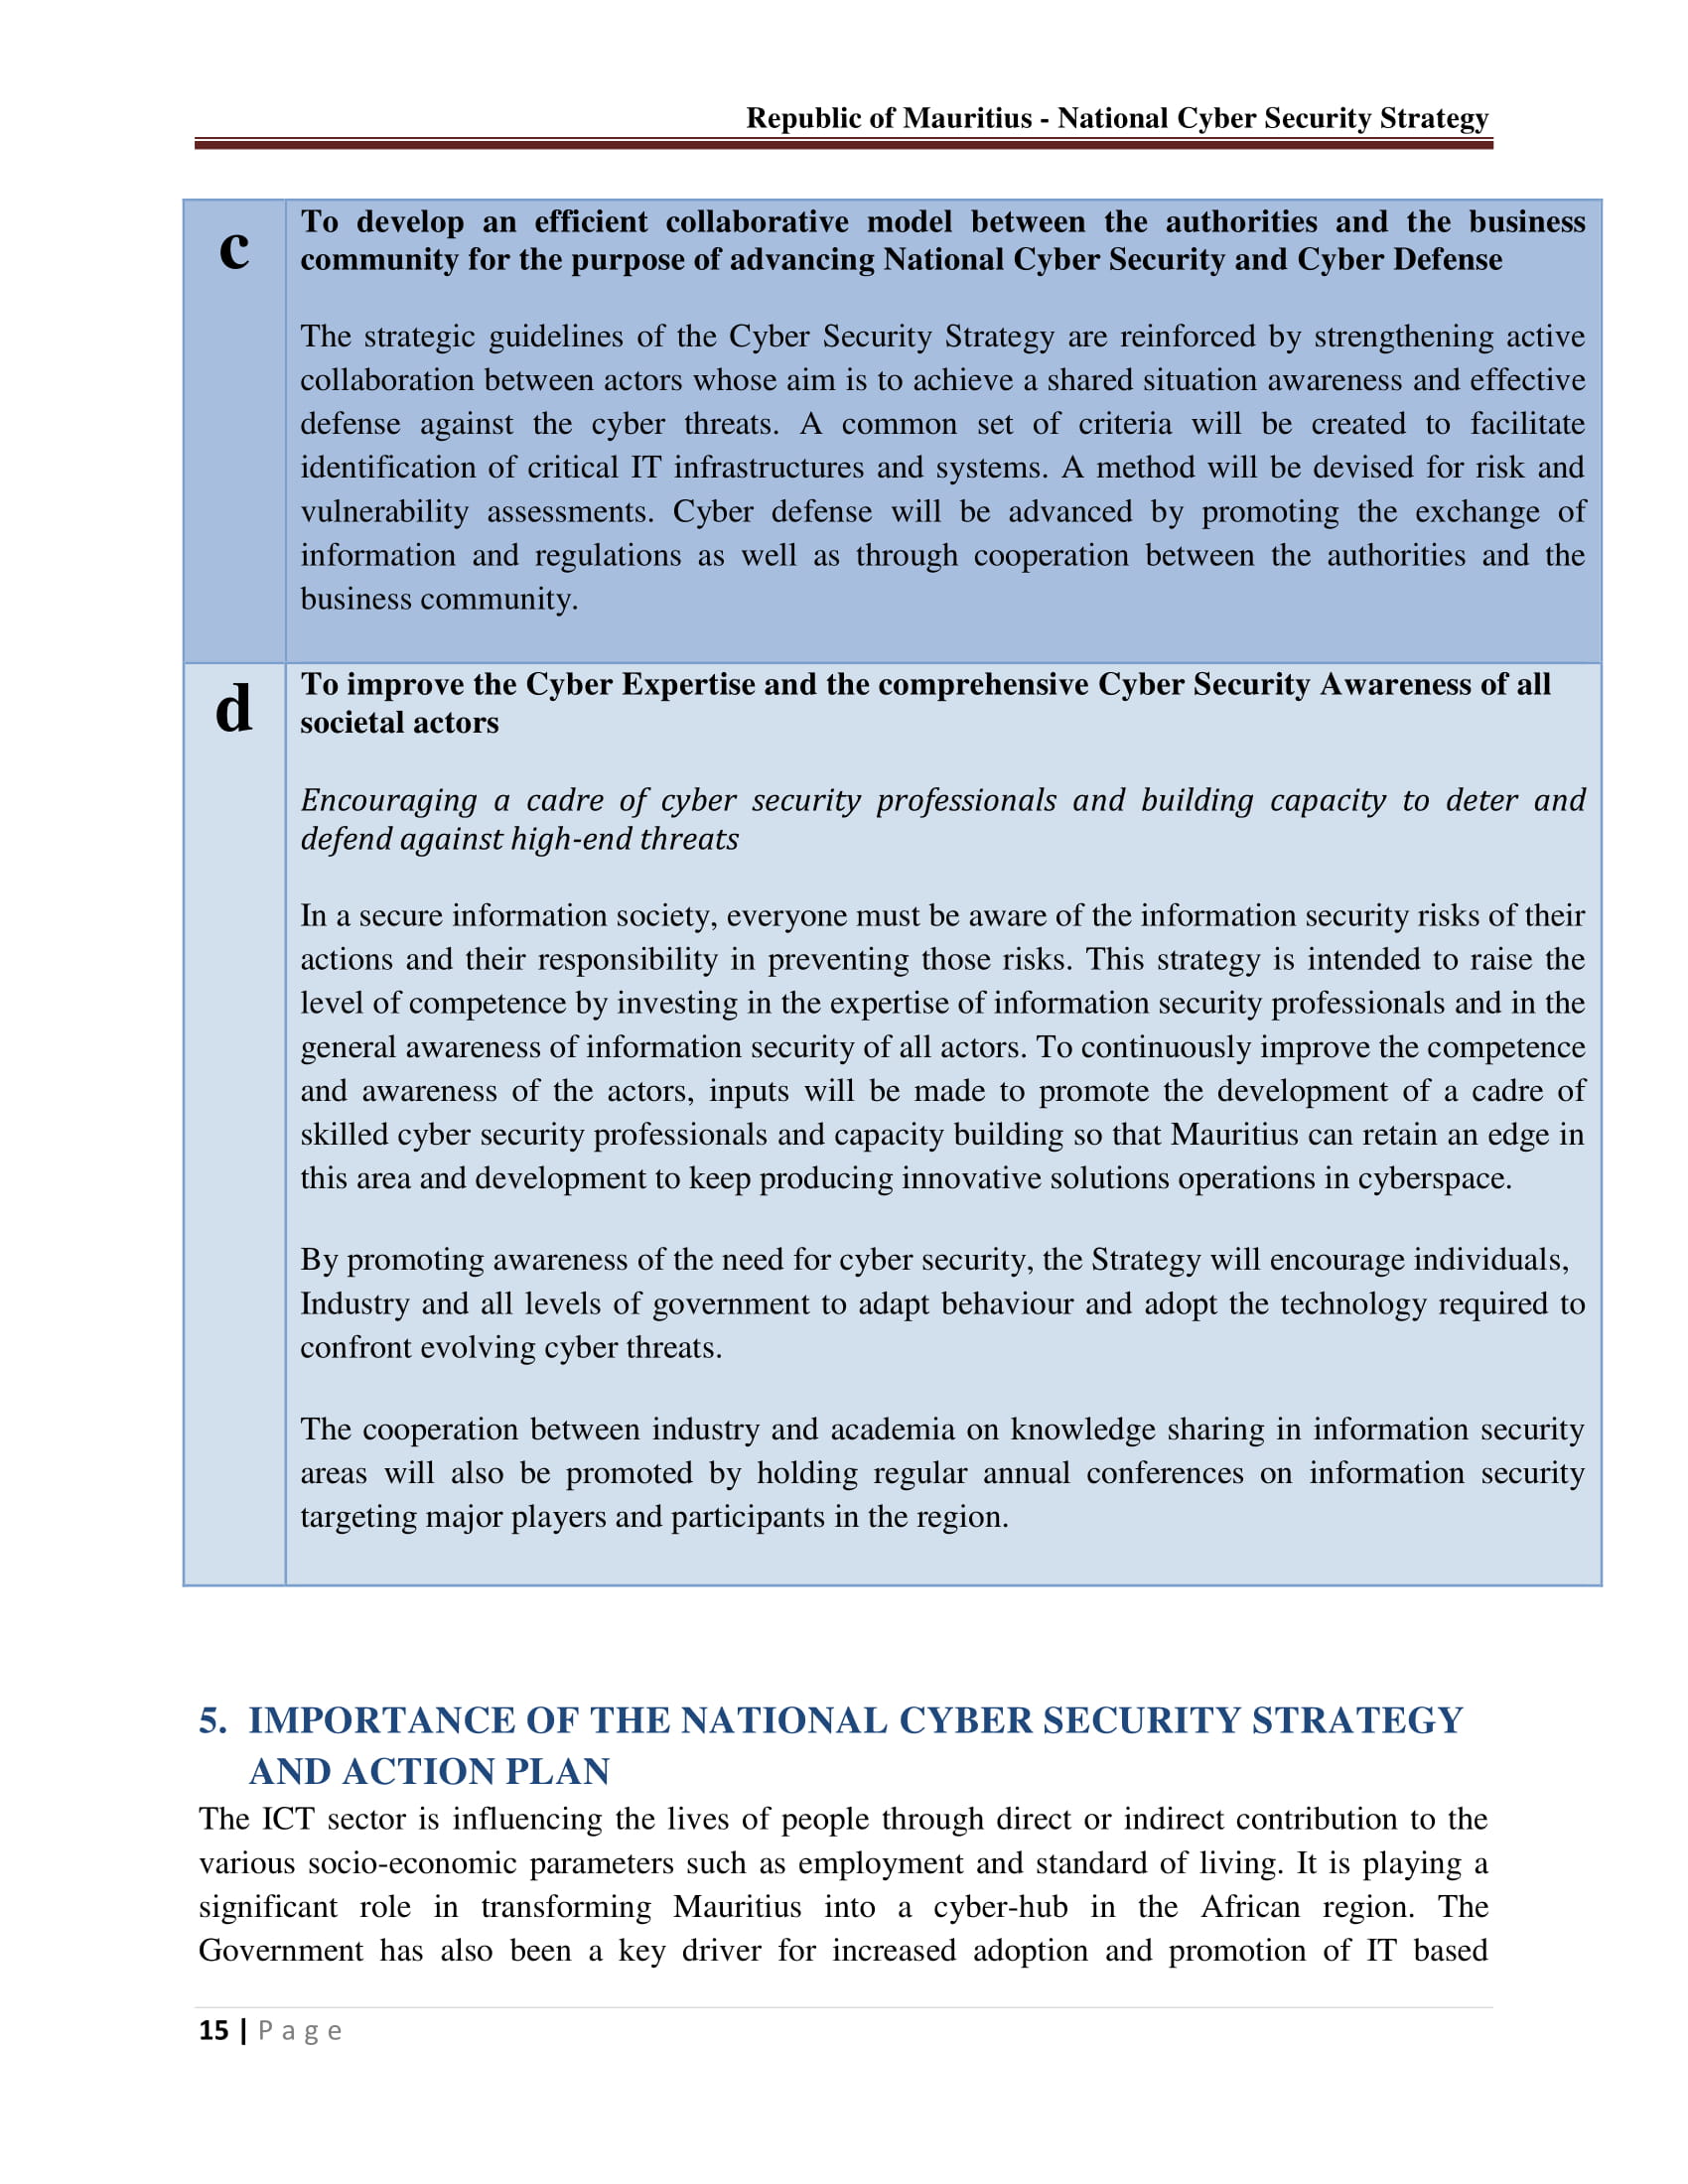 Republic of Mauritius - National Cyber Security Strategy
c
To develop an efficient collaborative model between the authorities and the business
community for the purpose of advancing National Cyber Security and Cyber Defense
The strategic guidelines of the Cyber Security Strategy are reinforced by strengthening active
collaboration between actors whose aim is to achieve a shared situation awareness and effective
defense against the cyber threats. A common set of criteria will be created to facilitate
identification of critical IT infrastructures and systems. A method will be devised for risk and
vulnerability assessments. Cyber defense will be advanced by promoting the exchange of
information and regulations as well as through cooperation between the authorities and the
business community.
d
To improve the Cyber Expertise and the comprehensive Cyber Security Awareness of all
societal actors
Encouraging a cadre of cyber security professionals and building capacity to deter and
defend against high-end threats
In a secure information society, everyone must be aware of the information security risks of their
actions and their responsibility in preventing those risks. This strategy is intended to raise the
level of competence by investing in the expertise of information security professionals and in the
general awareness of information security of all actors. To continuously improve the competence
and awareness of the actors, inputs will be made to promote the development of a cadre of
skilled cyber security professionals and capacity building so that Mauritius can retain an edge in
this area and development to keep producing innovative solutions operations in cyberspace.
By promoting awareness of the need for cyber security, the Strategy will encourage individuals,
Industry and all levels of government to adapt behaviour and adopt the technology required to
confront evolving cyber threats.
The cooperation between industry and academia on knowledge sharing in information security
areas will also be promoted by holding regular annual conferences on information security
targeting major players and participants in the region.
5. IMPORTANCE OF THE NATIONAL CYBER SECURITY STRATEGY
AND ACTION PLAN
The ICT sector is influencing the lives of people through direct or indirect contribution to the
various socio-economic parameters such as employment and standard of living. It is playing a
significant role in transforming Mauritius into a cyber-hub in the African region. The
Government has also been a key driver for increased adoption and promotion of IT based
15 | Page